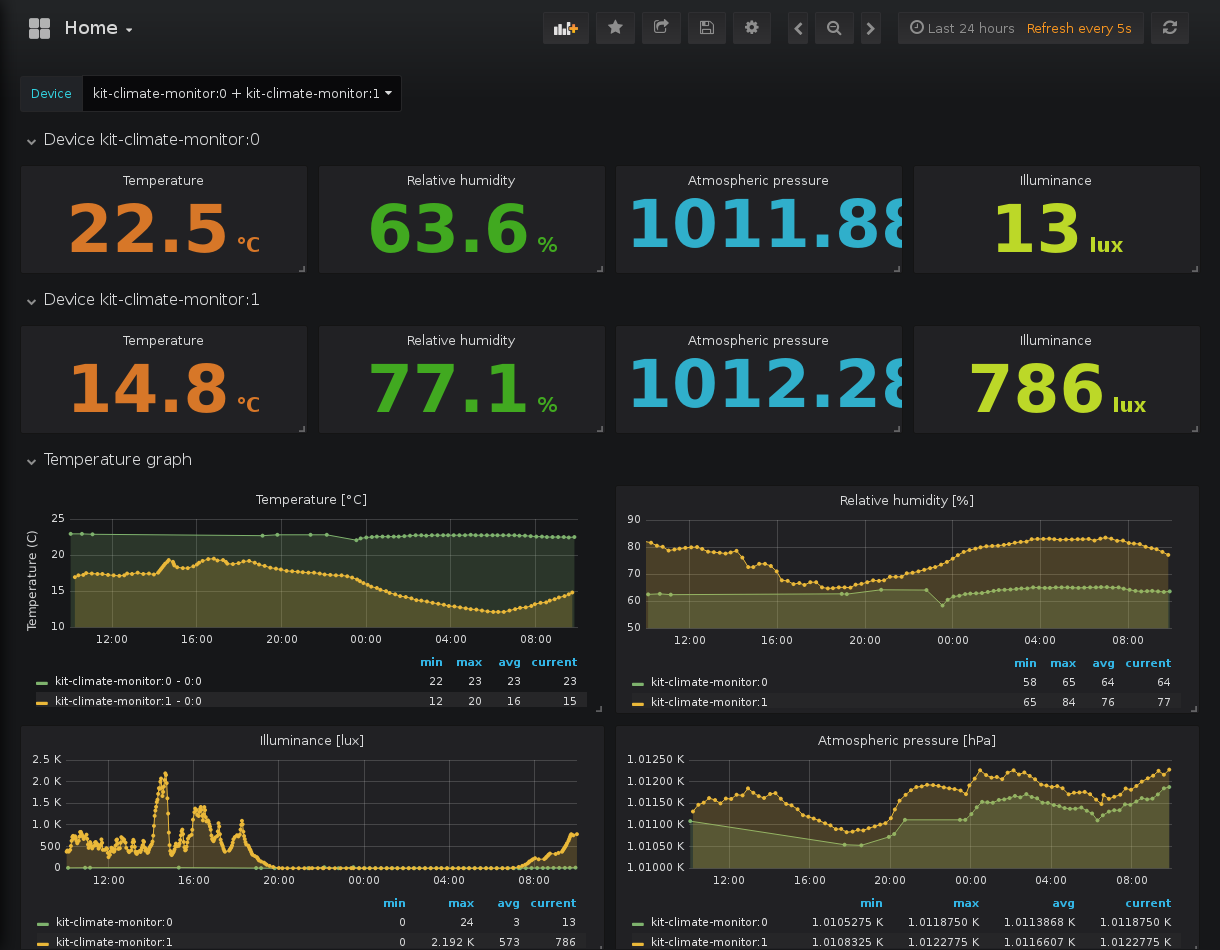 Home
Last 24 hours Refresh every 5s
Device kit-climate-monitor:0 + kit-climate-monitor:1
Device kit-climate-monitor:0
Temperature Relative humidity Atmospheric pressure Illuminance
22.5 °C 63.6 % 1011.88 13 lux
Device kit-climate-monitor:1
Temperature Relative humidity Atmospheric pressure Illuminance
14.8 °C 77.1 % 1012.28 786 lux
Temperature graph
Temperature [°C]
Temperature (C)
25
20
15
10
12:00 16:00 20:00 00:00 04:00 08:00
min max avg current
kit-climate-monitor:0 - 0:0 22 23 23 23
kit-climate-monitor:1 - 0:0 12 20 16 15
Relative humidity [%]
90
80
70
60
50
12:00 16:00 20:00 00:00 04:00 08:00
min max avg current
kit-climate-monitor:0 58 65 64 64
kit-climate-monitor:1 65 84 76 77
Illuminance [lux]
2.5 K
2.0 K
1.5 K
1.0 K
500
0
12:00 16:00 20:00 00:00 04:00 08:00
min max avg current
kit-climate-monitor:0 0 24 3 13
kit-climate-monitor:1 0 2.192 K 573 786
Atmospheric pressure [hPa]
1.01250 K
1.01200 K
1.01150 K
1.01100 K
1.01050 K
1.01000 K
12:00 16:00 20:00 00:00 04:00 08:00
min max avg current
kit-climate-monitor:0 1.0105275 K 1.0118750 K 1.0113868 K 1.0118750 K
kit-climate-monitor:1 1.0108325 K 1.0122775 K 1.0116607 K 1.0122775 K